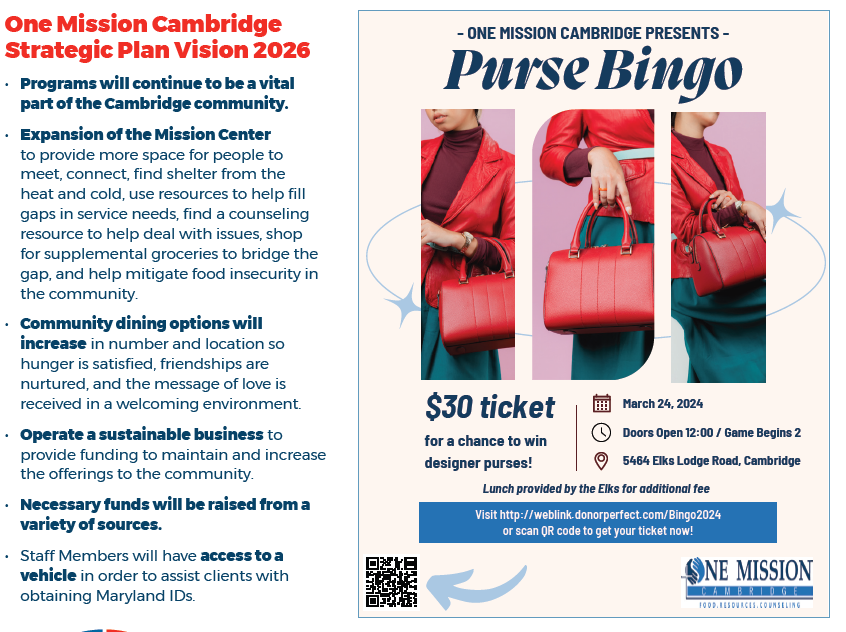 One Mission Cambridge
Strategic Plan Vision 2026
· Programs will continue to be a vital
part of the Cambridge community.
· Expansion of the Mission Center
to provide more space for people to
meet, connect, find shelter from the
heat and cold, use resources to help fill
gaps in service needs, find a counseling
resource to help deal with issues, shop
for supplemental groceries to bridge the
gap, and help mitigate food insecurity in
the community.
· Community dining options will
increase in number and location so
hunger is satisfied, friendships are
nurtured, and the message of love is
received in a welcoming environment.
· Operate a sustainable business to
provide funding to maintain and increase
the offerings to the community.
· Necessary funds will be raised from a
variety of sources.
· Staff Members will have access to a
vehicle in order to assist clients with
obtaining Maryland IDs.
- ONE MISSION CAMBRIDGE PRESENTS -
Purse Bingo
$30 ticket
for a chance to win
designer purses!
March 24, 2024
Doors Open 12:00 / Game Begins 2
5464 Elks Lodge Road, Cambridge
Lunch provided by the Elks for additional fee
Visit http://weblink.donorperfect.com/Bingo2024
or scan QR code to get your ticket now!
ONE MISSION
CAMBRIDGE
FOOD.RESOURCES.COUNSELING